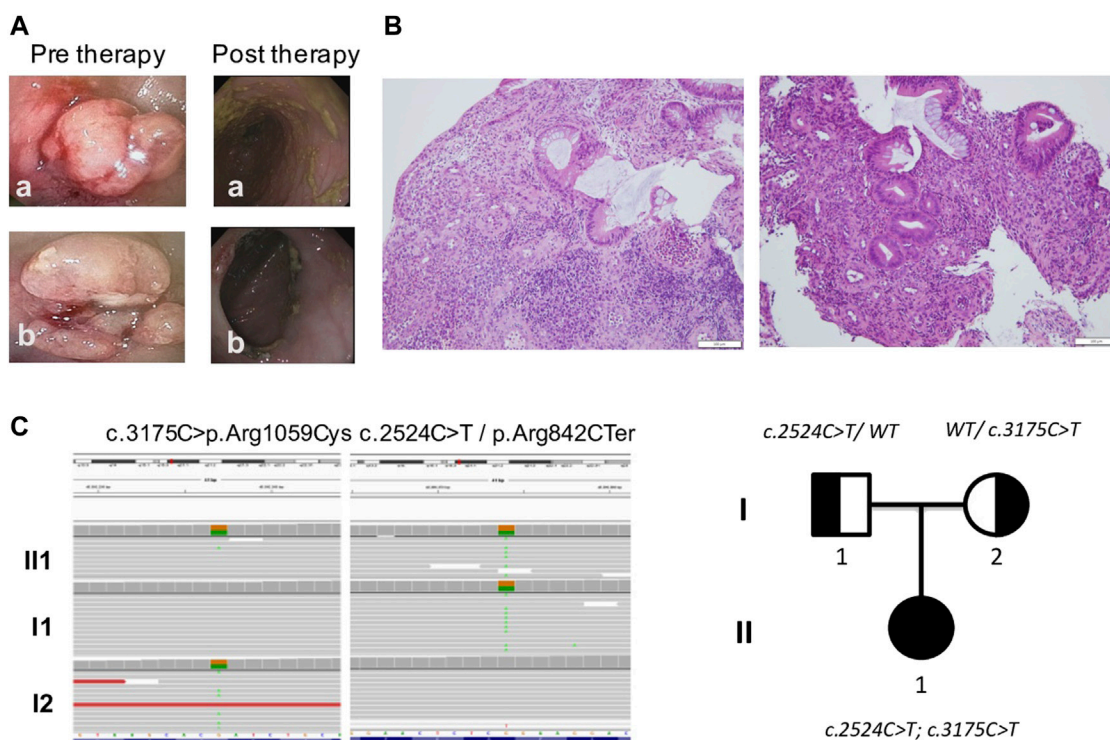 A
Pre therapy
Post therapy
a
a
b
b
B
C
c.3175C>p.Arg1059Cys c.2524C>T / p.Arg842CTer
II1
I1
I2
c.2524C>T/ WT
WT/ c.3175C>T
I
1
2
II
1
c.2524C>T; c.3175C>T